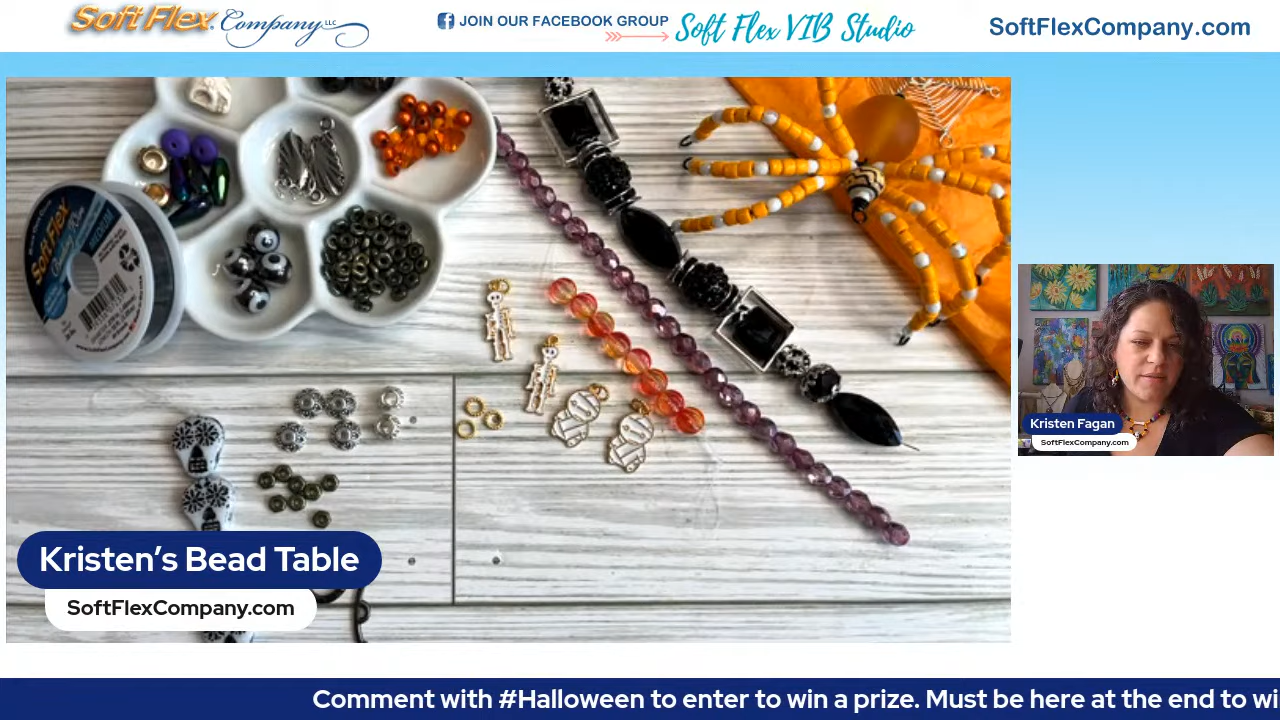 Soft Flex® Company LLC
JOIN OUR FACEBOOK GROUP
Soft Flex VIB Studio
SoftFlexCompany.com
SOFT FLEX
Kristen Fagan
SoftFlexCompany.com
Kristen's Bead Table
SoftFlexCompany.com
Comment with #Halloween to enter to win a prize. Must be here at the end to wi